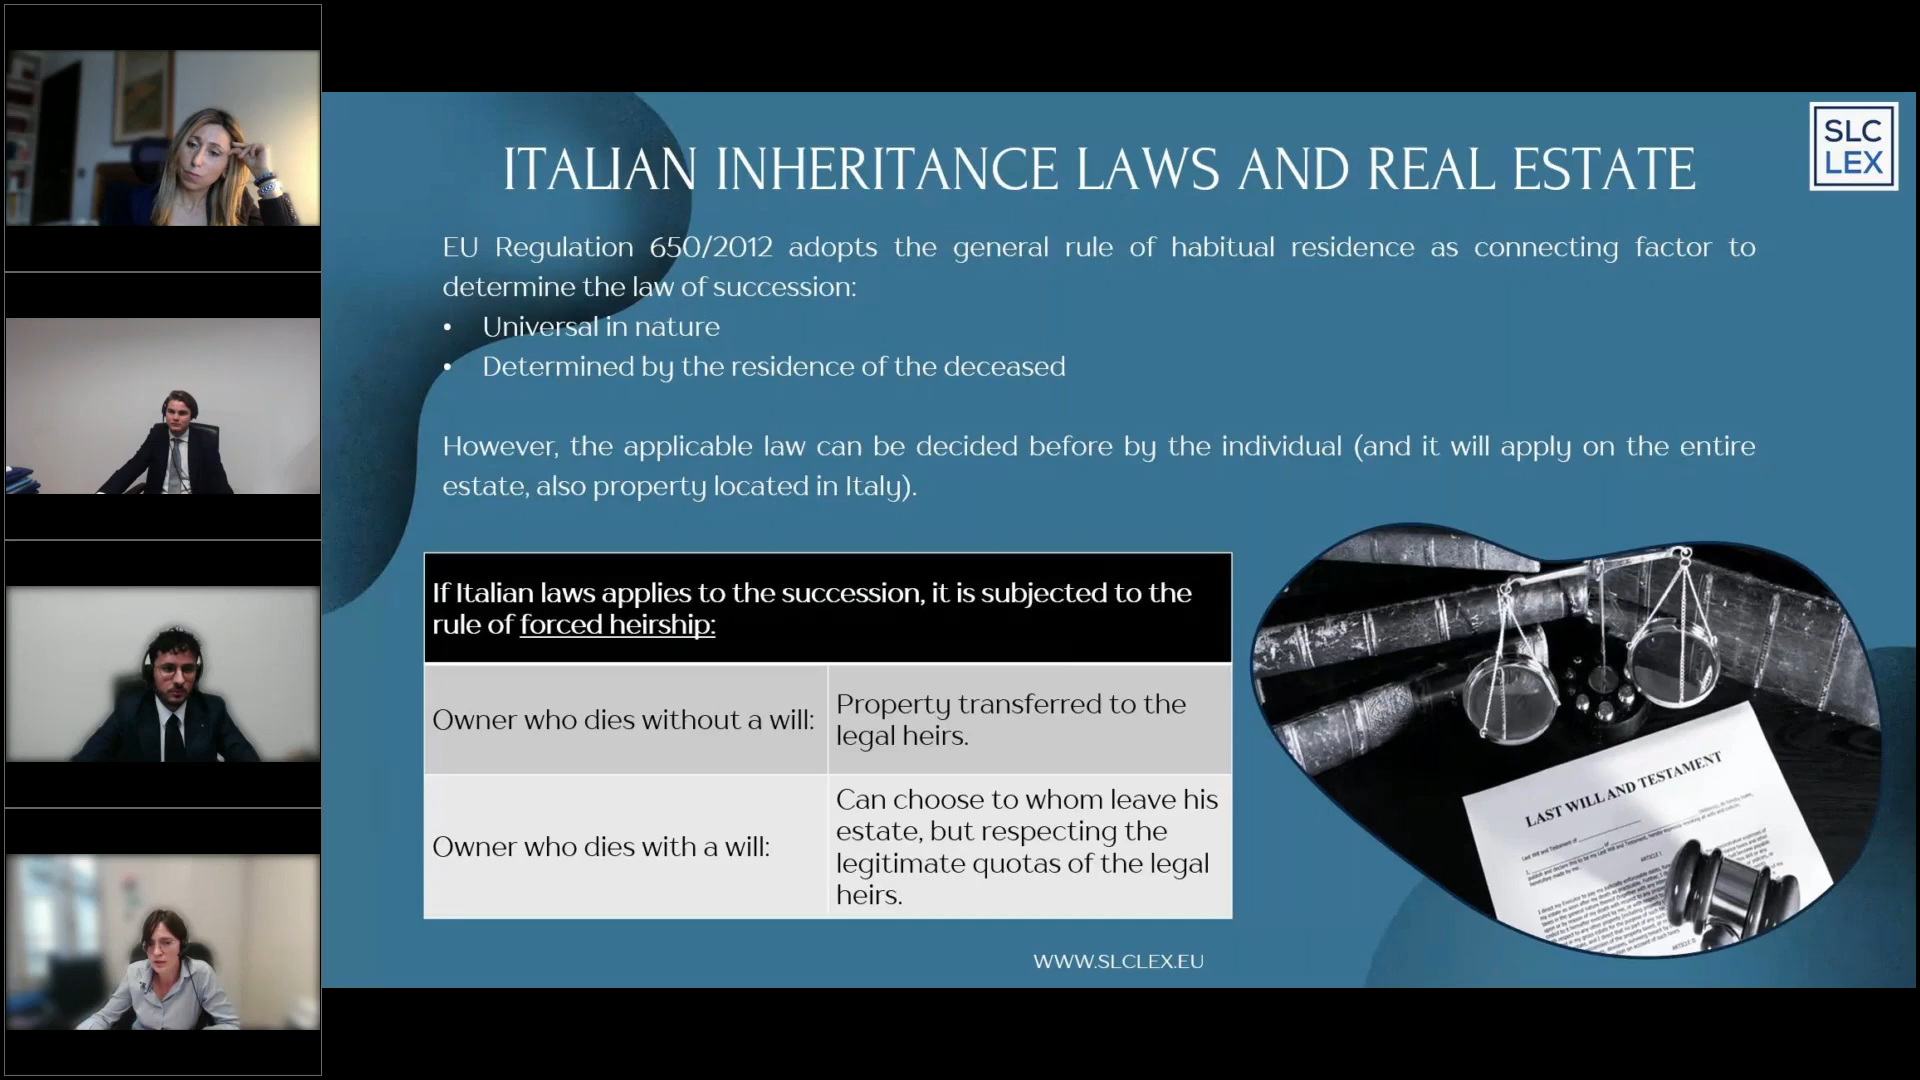 SLC
LEX
ITALIAN INHERITANCE LAWS AND REAL ESTATE
EU Regulation 650/2012 adopts the general rule of habitual residence as connecting factor to
determine the law of succession:
• Universal in nature
• Determined by the residence of the deceased
However, the applicable law can be decided before by the individual (and it will apply on the entire
estate, also property located in Italy).
If Italian laws applies to the succession, it is subjected to the
rule of forced heirship:
Owner who dies without a will:
Property transferred to the
legal heirs.
Owner who dies with a will:
Can choose to whom leave his
estate, but respecting the
legitimate quotas of the legal
heirs.
LAST WILL AND TESTAMENT
ARTICLE I
WWW.SLCLEX.EU